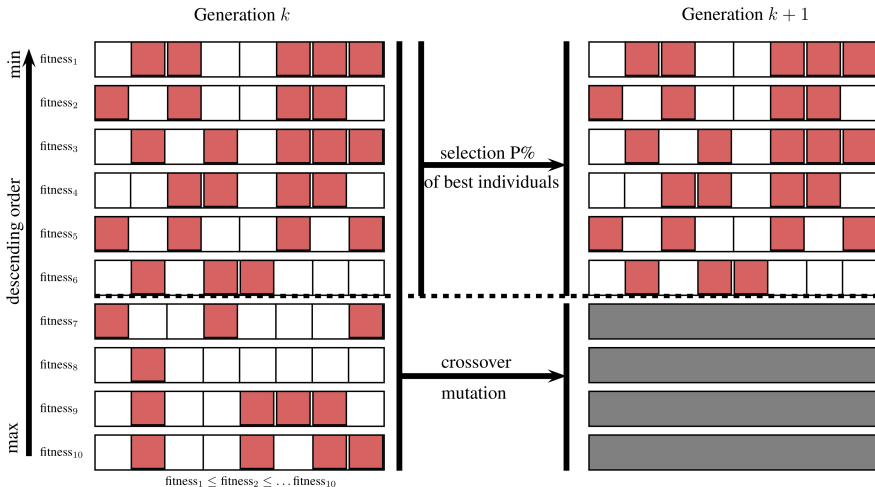 Generation k
Generation k + 1
min
descending order
max
fitness₁
fitness₂
fitness₃
fitness₄
fitness₅
fitness₆
fitness₇
fitness₈
fitness₉
fitness₁₀
selection P%
of best individuals
crossover
mutation
fitness₁ ≤ fitness₂ ≤ … fitness₁₀